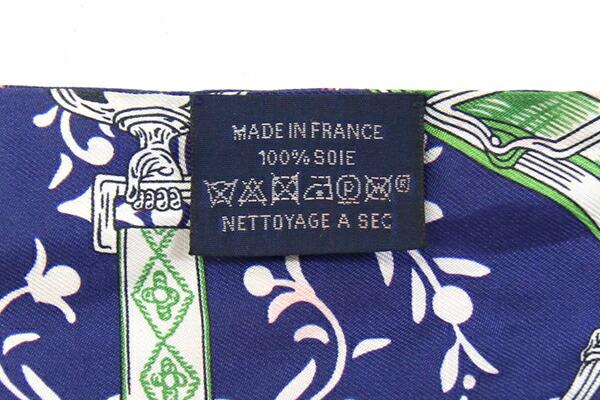 MADE IN FRANCE
100% SOIE
P ®
NETTOYAGE A SEC